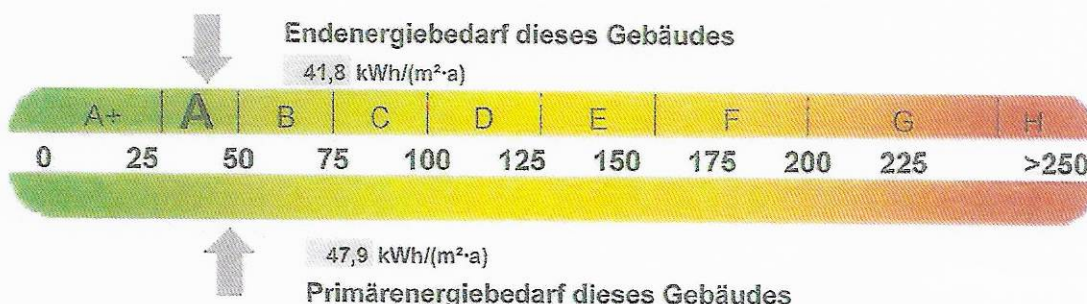 Endenergiebedarf dieses Gebäudes
41,8 kWh/(m²·a)
A+ A B C D E F G H
0 25 50 75 100 125 150 175 200 225 >250
47,9 kWh/(m²·a)
Primärenergiebedarf dieses Gebäudes